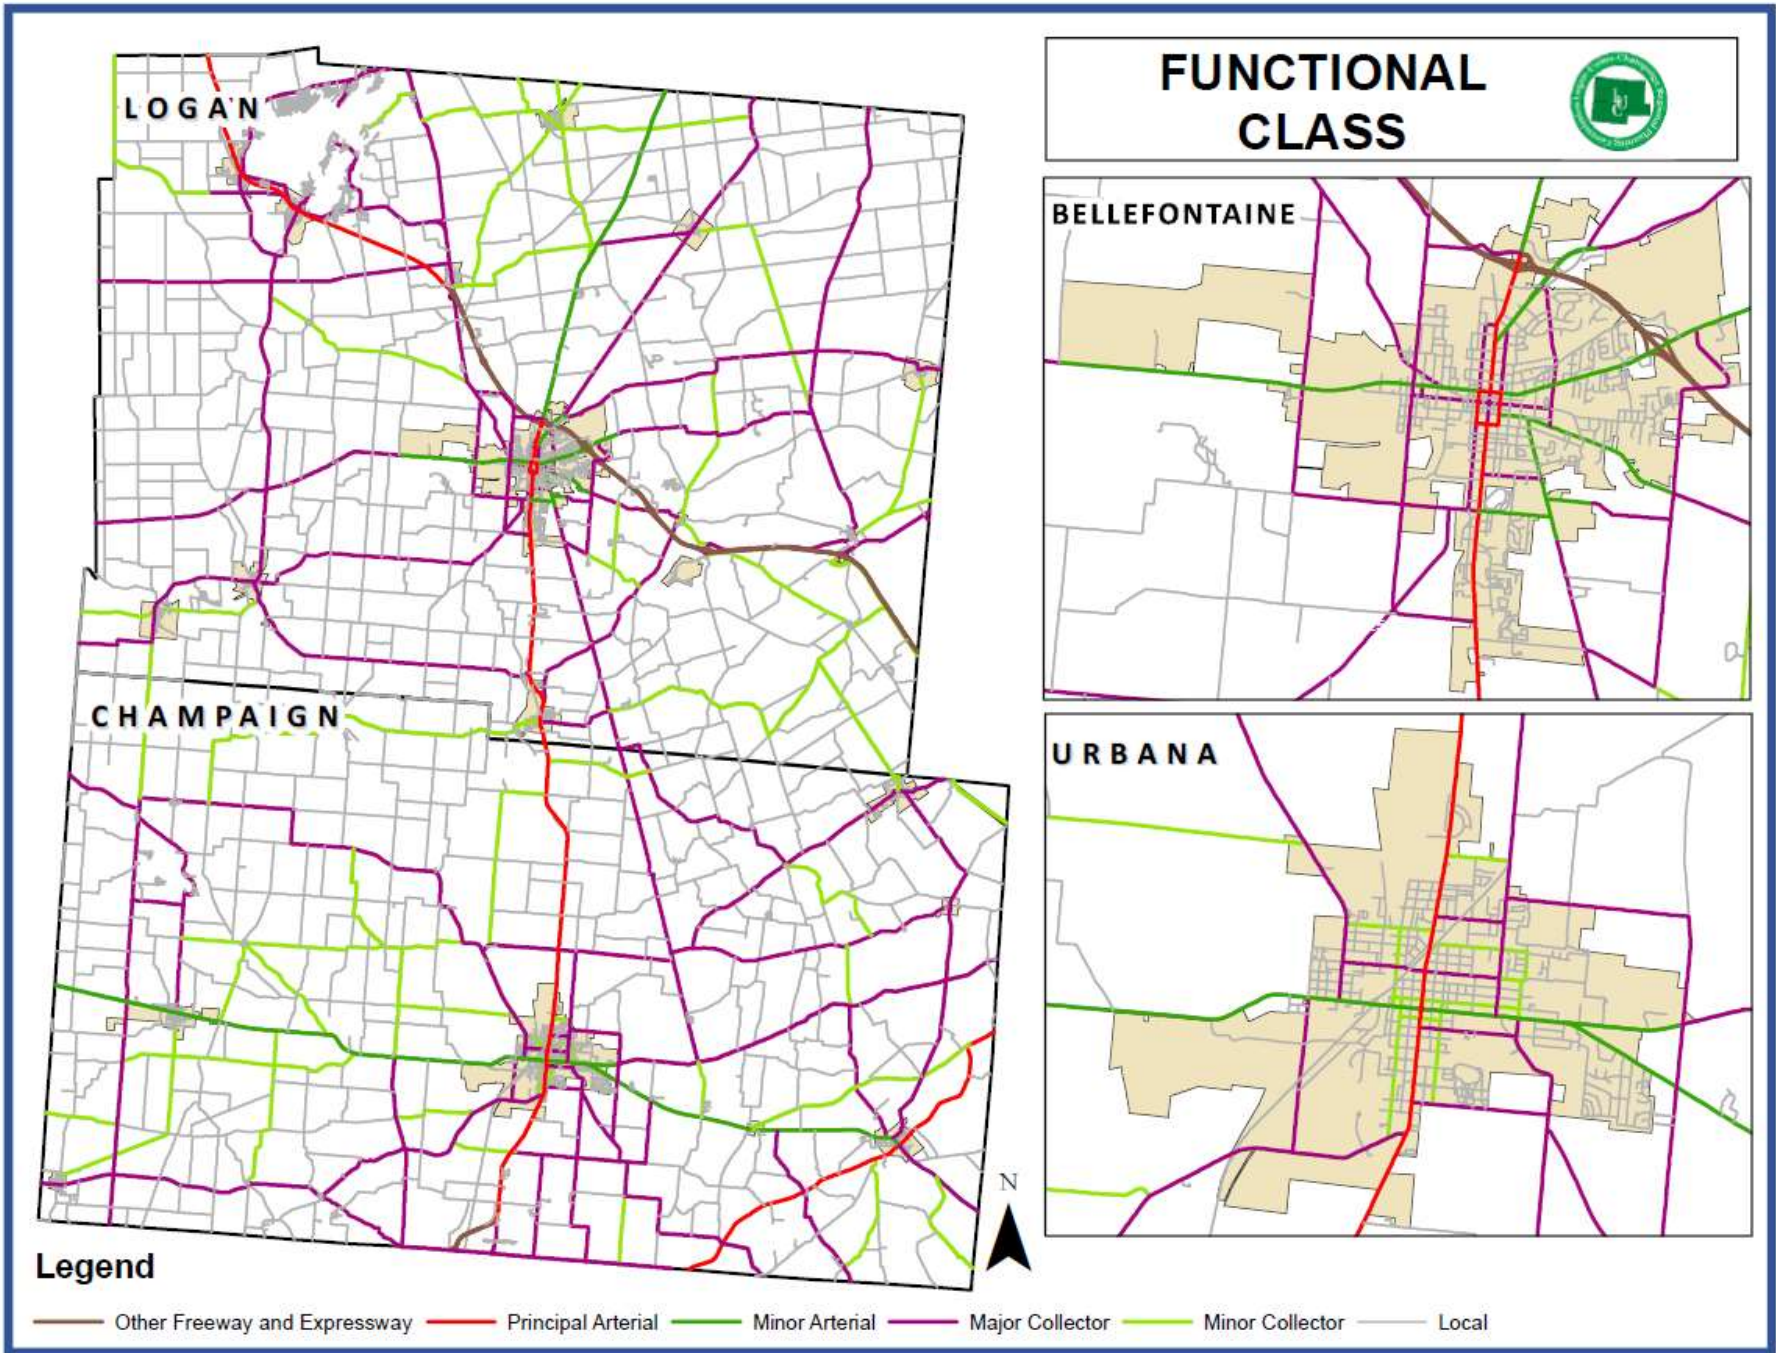 FUNCTIONAL
CLASS
LOGAN
CHAMPAIGN
BELLEFONTAINE
URBANA
N
Legend
Other Freeway and Expressway
Principal Arterial
Minor Arterial
Major Collector
Minor Collector
Local